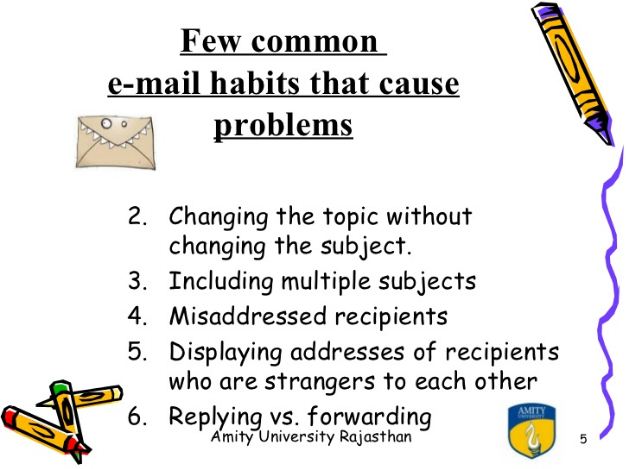 Few common
e-mail habits that cause
problems
2. Changing the topic without
changing the subject.
3. Including multiple subjects
4. Misaddressed recipients
5. Displaying addresses of recipients
who are strangers to each other
6. Replying vs. forwarding
Amity University Rajasthan
AMITY
UNIVERSITY
5